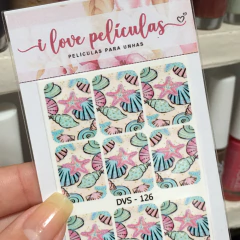 i love películas
PELÍCULAS PARA UNHAS
DVS - 126